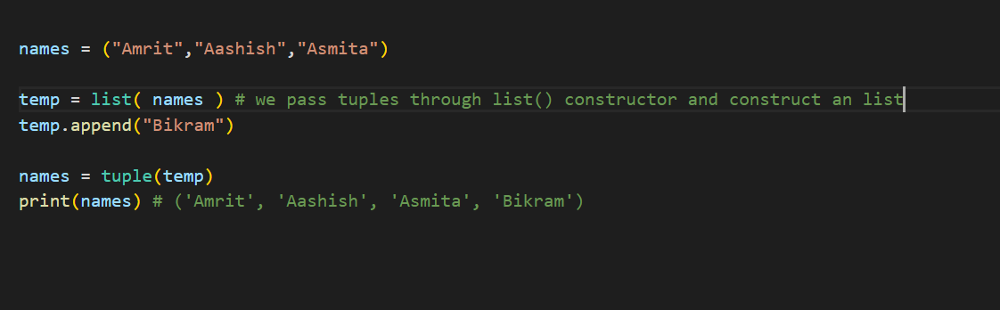 names = ("Amrit","Aashish","Asmita")
temp = list( names ) # we pass tuples through list() constructor and construct an list
temp.append("Bikram")
names = tuple(temp)
print(names) # ('Amrit', 'Aashish', 'Asmita', 'Bikram')